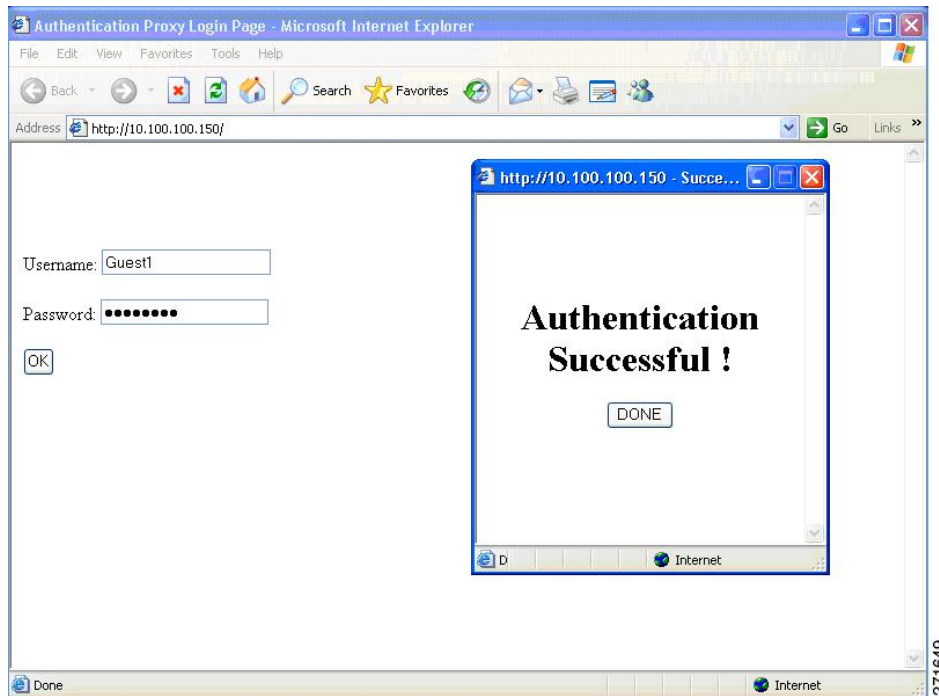 Authentication Proxy Login Page - Microsoft Internet Explorer
File Edit View Favorites Tools Help
Back Search Favorites
Address http://10.100.100.150/ Go Links »
http://10.100.100.150 - Succe...
Username: Guest1
Password: ••••••••
OK
Authentication
Successful !
DONE
D Internet
Done Internet
271649